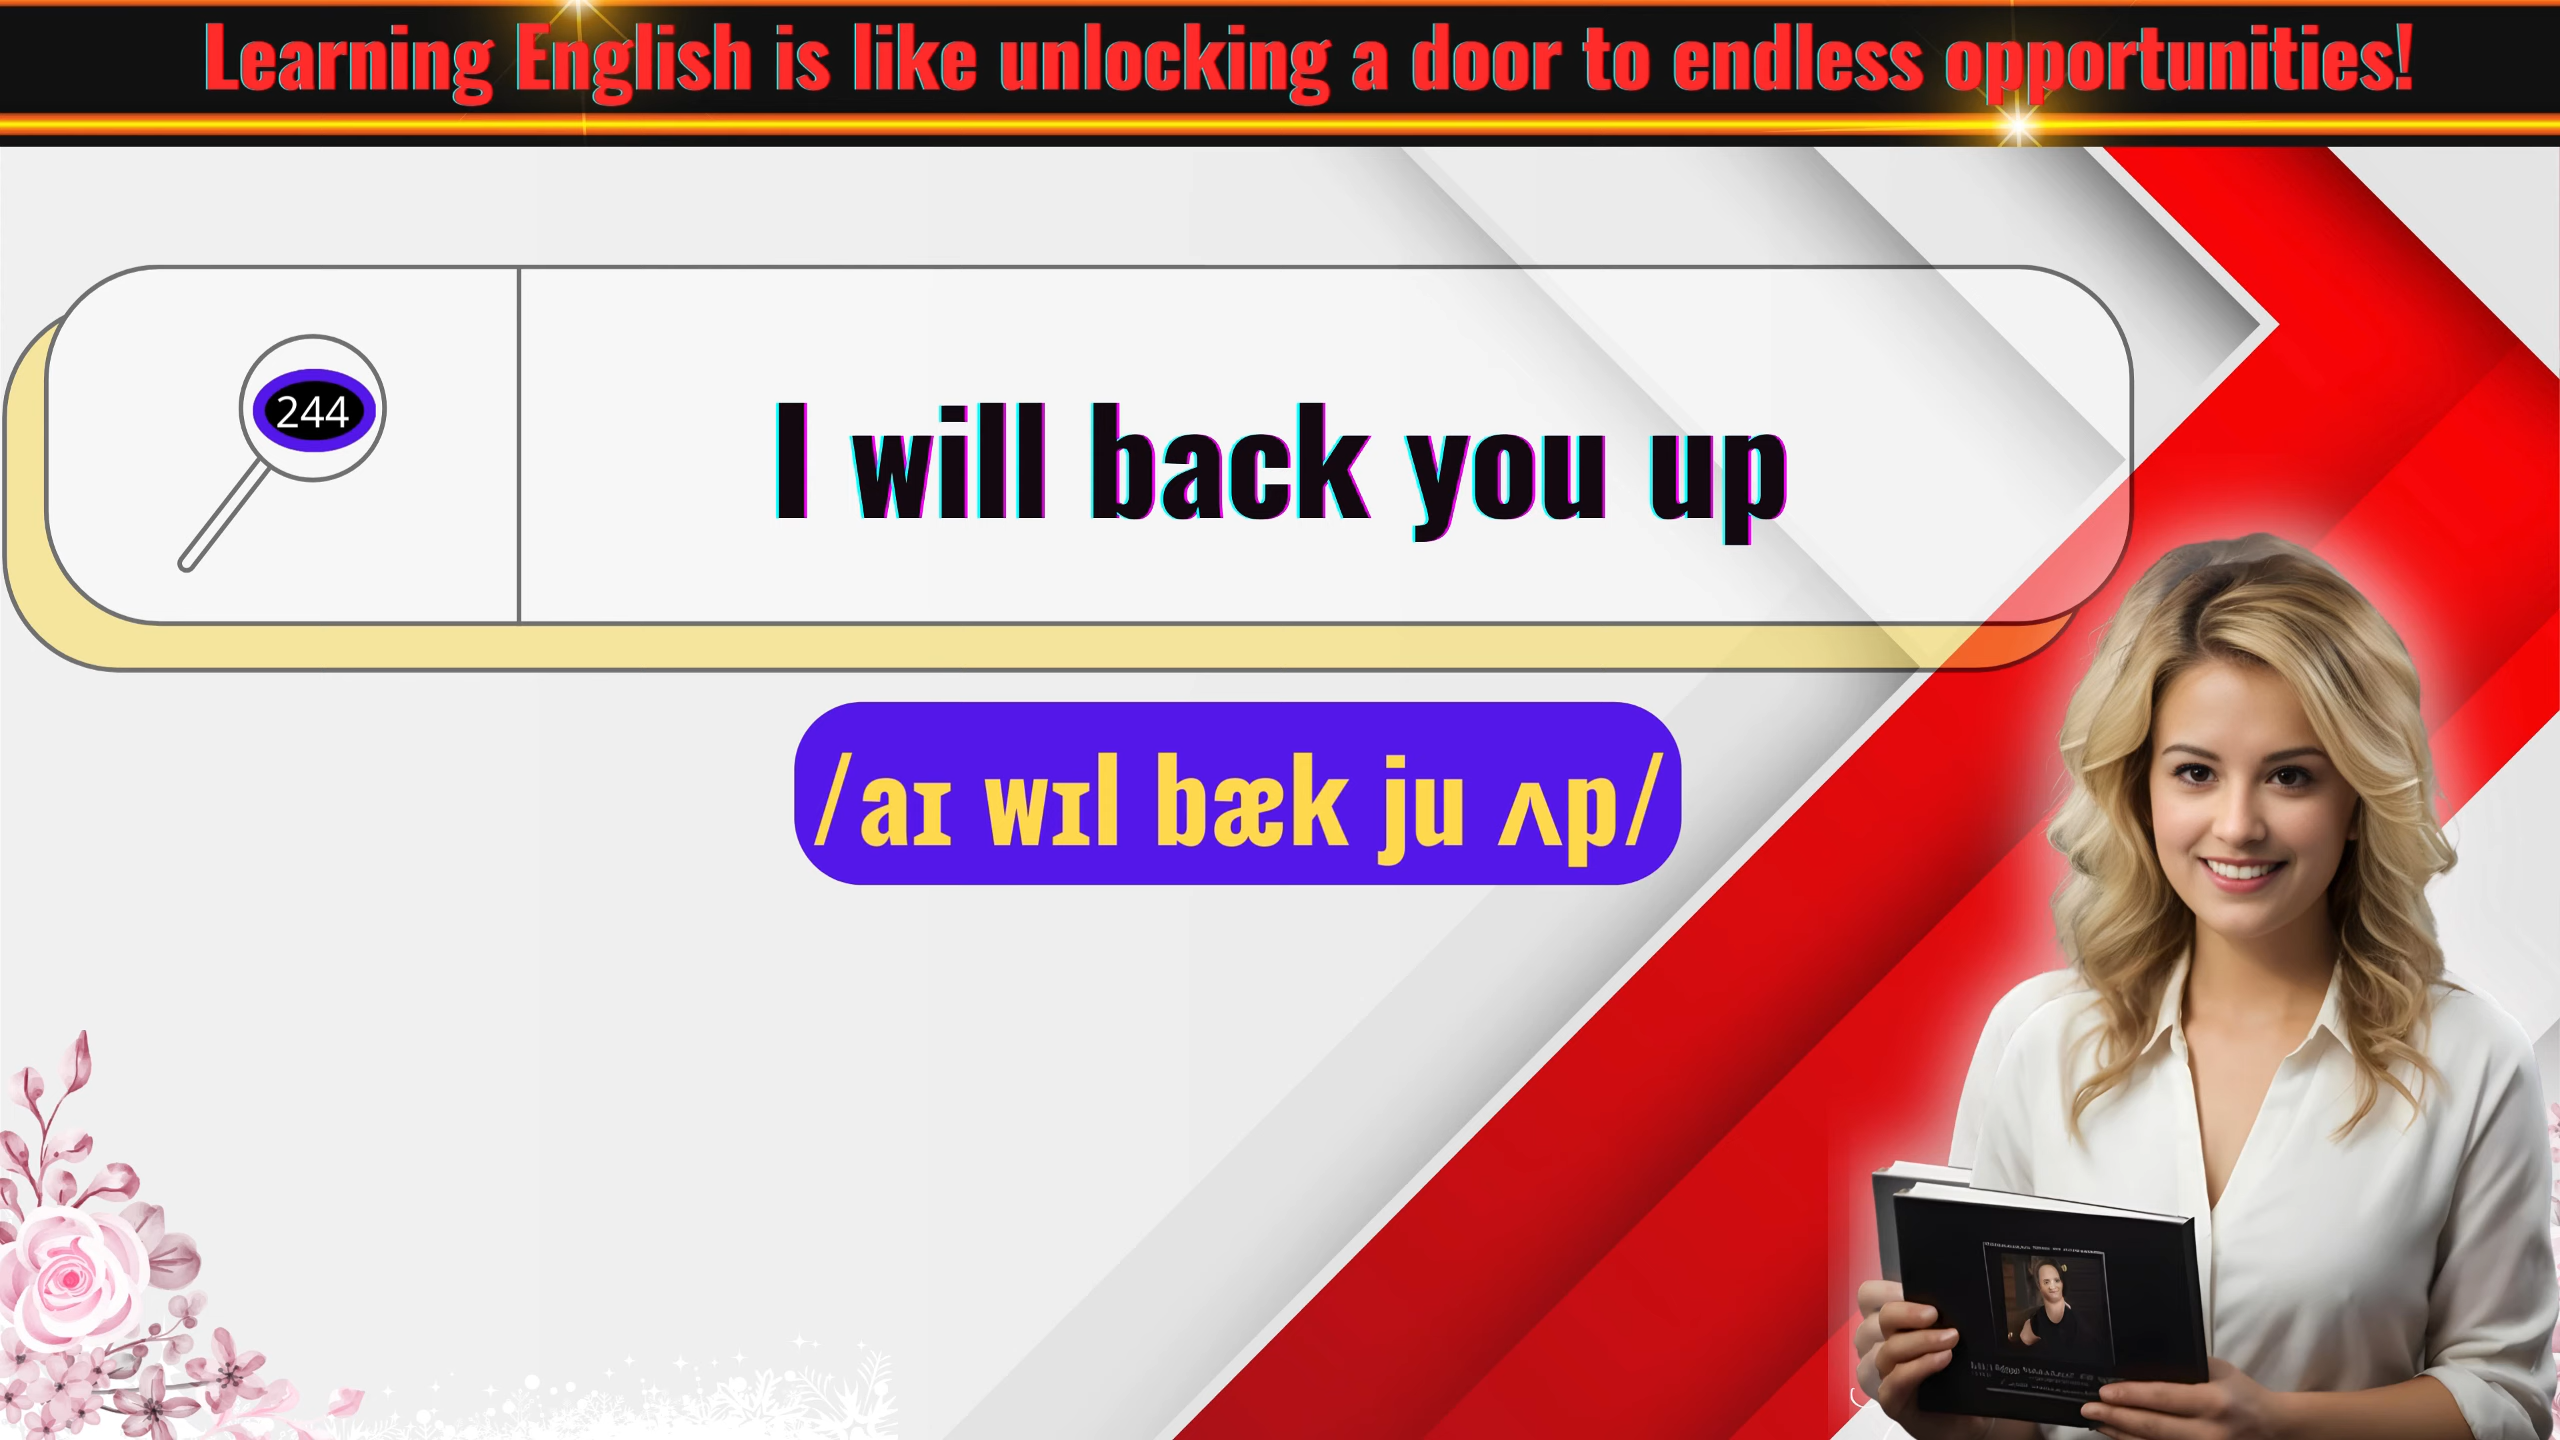 Learning English is like unlocking a door to endless opportunities!
244
I will back you up
/aɪ wɪl bæk ju ʌp/